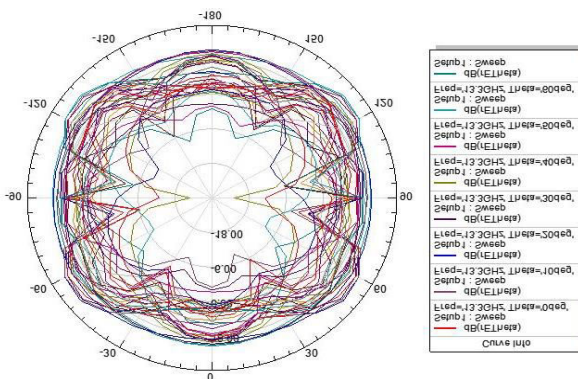 0
-30
30
-60
60
-6.00
-18.00
-90
90
-120
120
-150
150
-180
Curve Info
dB(rETheta)
Setup1 : Sweep
Freq='13.3GHz' Theta='0deg'
dB(rETheta)
Setup1 : Sweep
Freq='13.3GHz' Theta='10deg'
dB(rETheta)
Setup1 : Sweep
Freq='13.3GHz' Theta='20deg'
dB(rETheta)
Setup1 : Sweep
Freq='13.3GHz' Theta='30deg'
dB(rETheta)
Setup1 : Sweep
Freq='13.3GHz' Theta='40deg'
dB(rETheta)
Setup1 : Sweep
Freq='13.3GHz' Theta='50deg'
dB(rETheta)
Setup1 : Sweep
Freq='13.3GHz' Theta='60deg'
dB(rETheta)
Setup1 : Sweep